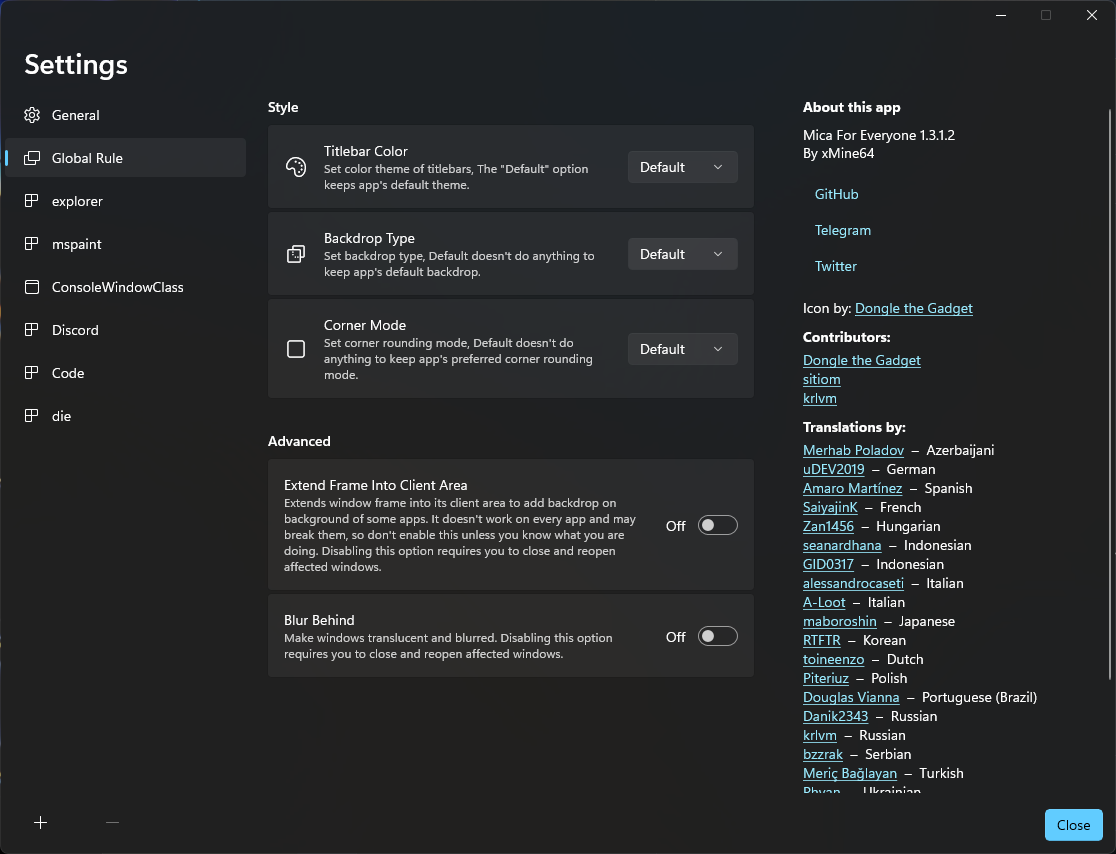 Settings
General
Global Rule
explorer
mspaint
ConsoleWindowClass
Discord
Code
die
Style
Titlebar Color
Set color theme of titlebars, The "Default" option
keeps app's default theme.
Default
Backdrop Type
Set backdrop type, Default doesn't do anything to
keep app's default backdrop.
Default
Corner Mode
Set corner rounding mode, Default doesn't do
anything to keep app's preferred corner rounding
mode.
Default
Advanced
Extend Frame Into Client Area
Extends window frame into its client area to add backdrop on
background of some apps. It doesn't work on every app and may
break them, so don't enable this unless you know what you are
doing. Disabling this option requires you to close and reopen
affected windows.
Off
Blur Behind
Make windows translucent and blurred. Disabling this option
requires you to close and reopen affected windows.
Off
About this app
Mica For Everyone 1.3.1.2
By xMine64
GitHub
Telegram
Twitter
Icon by: Dongle the Gadget
Contributors:
Dongle the Gadget
sitiom
krlvm
Translations by:
Merhab Poladov – Azerbaijani
uDEV2019 – German
Amaro Martínez – Spanish
SaiyajinK – French
Zan1456 – Hungarian
seanardhana – Indonesian
GID0317 – Indonesian
alessandrocaseti – Italian
A-Loot – Italian
maboroshin – Japanese
RTFTR – Korean
toineenzo – Dutch
Piteriuz – Polish
Douglas Vianna – Portuguese (Brazil)
Danik2343 – Russian
krlvm – Russian
bzzrak – Serbian
Meriç Bağlayan – Turkish
– Ukrainian
Close